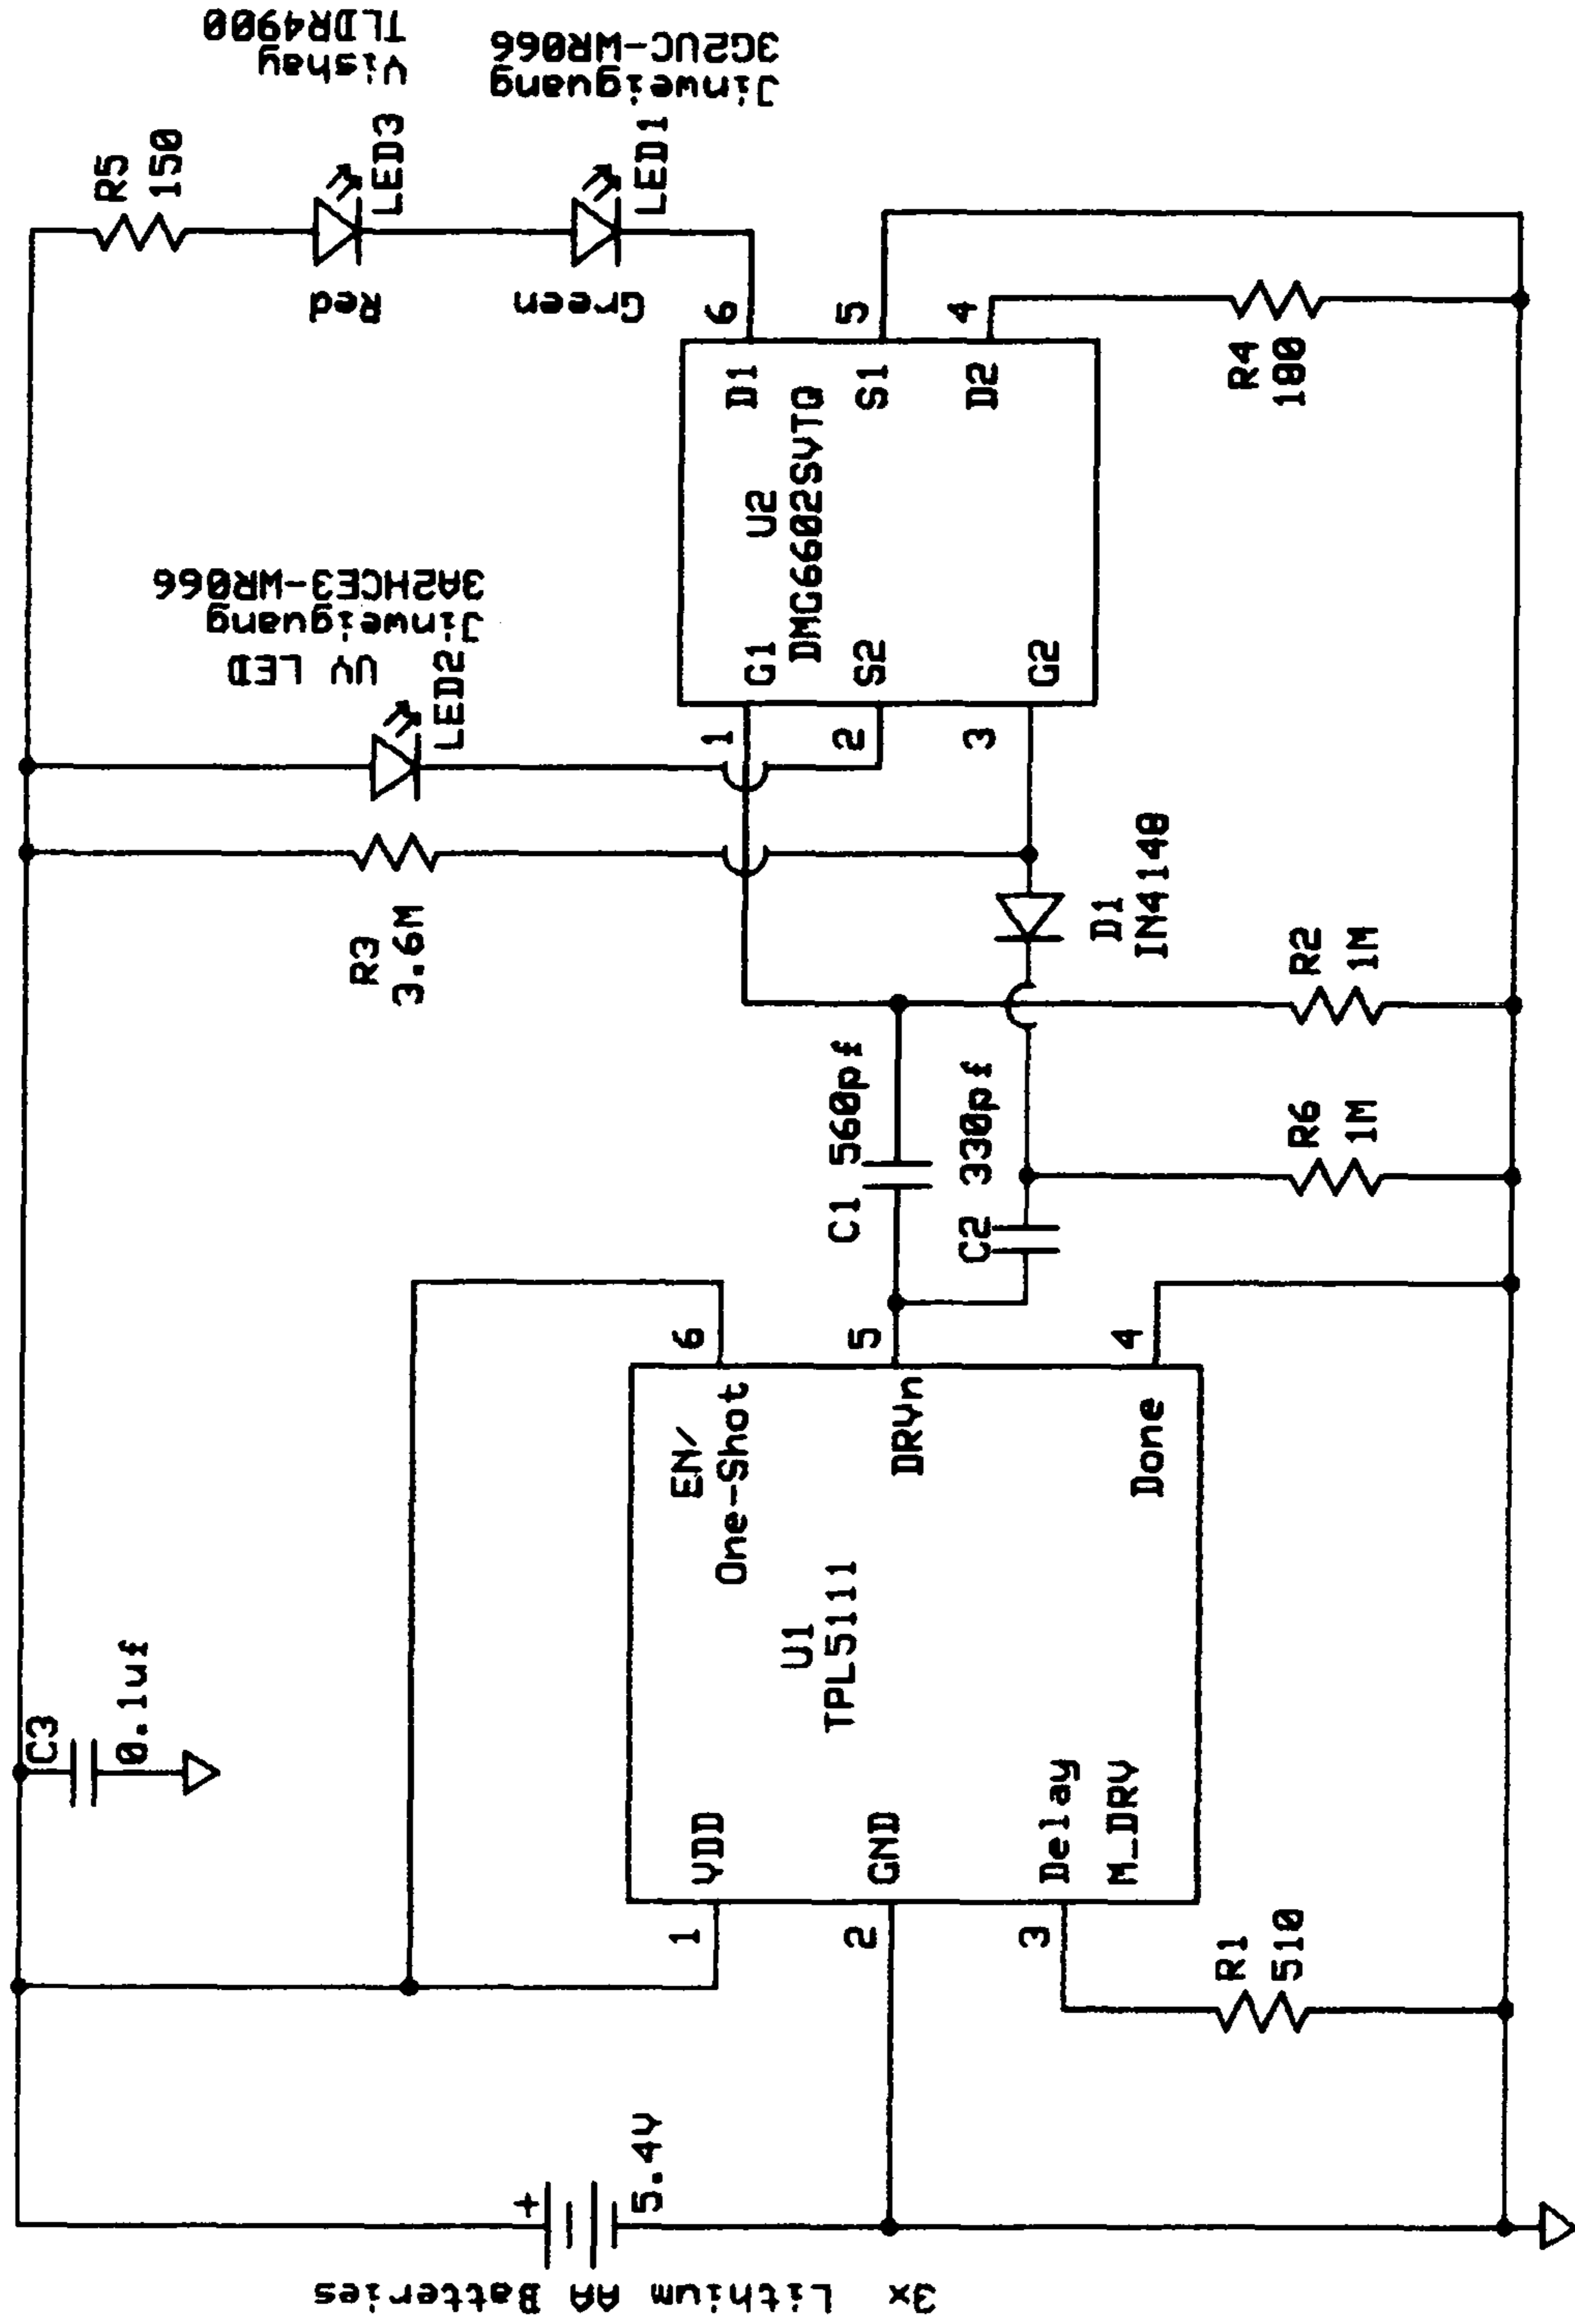 3x Lithium AA Batteries
+
5.4V
C3
0.1uf
R1
510
1
2
3
VDD
GND
Delay
M_DRV
U1
TPL5111
EN/
One-Shot
DRVn
Done
6
5
4
C1 560pf
C2 330pf
R6
1M
R2
1M
D1
IN4148
R3
3.6M
LED2
UV LED
Jinweiguang
3A2HCE3-WR066
1
2
3
G1
S2
G2
U2
DMG6602SVTQ
D1
S1
D2
6
5
4
R4
180
R5
150
Red
LED3
Vishay
TLDR4900
Green
LED1
Jinweiguang
3G2UC-WR066